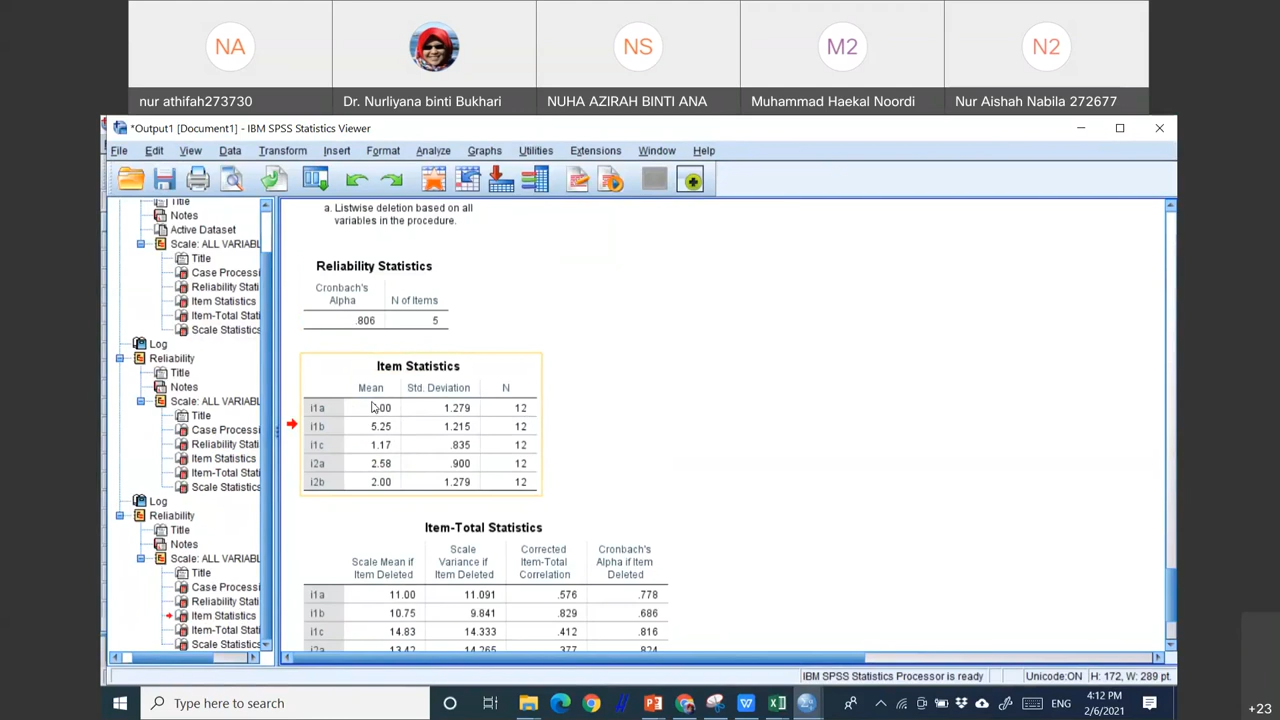 NA
NS
M2
N2
nur athifah273730
Dr. Nurliyana binti Bukhari
NUHA AZIRAH BINTI ANA
Muhammad Haekal Noordi
Nur Aishah Nabila 272677
*Output1 [Document1] - IBM SPSS Statistics Viewer
File Edit View Data Transform Insert Format Analyze Graphs Utilities Extensions Window Help
Title
Notes
Active Dataset
Scale: ALL VARIABL
Title
Case Processi
Reliability Stati
Item Statistics
Item-Total Stati
Scale Statistics
Log
Reliability
Title
Notes
Scale: ALL VARIABL
Title
Case Processi
Reliability Stati
Item Statistics
Item-Total Stati
Scale Statistics
Log
Reliability
Title
Notes
Scale: ALL VARIABL
Title
Case Processi
Reliability Stati
Item Statistics
Item-Total Stati
Scale Statistics
a. Listwise deletion based on all
variables in the procedure.
Reliability Statistics
Cronbach's
Alpha N of Items
.806 5
Item Statistics
Mean Std. Deviation N
i1a 1.279 12
i1b 5.25 1.215 12
i1c 1.17 .835 12
i2a 2.58 .900 12
i2b 2.00 1.279 12
Item-Total Statistics
Scale Mean if Item Deleted
Scale Variance if Item Deleted
Corrected Item-Total Correlation
Cronbach's Alpha if Item Deleted
i1a 11.00 11.091 .576 .778
i1b 10.75 9.841 .829 .686
i1c 14.83 14.333 .412 .816
i2a 13.42 14.265 .377 .824
IBM SPSS Statistics Processor is ready Unicode:ON H: 172, W: 289 pt.
Type here to search
ENG
4:12 PM
2/6/2021
+23